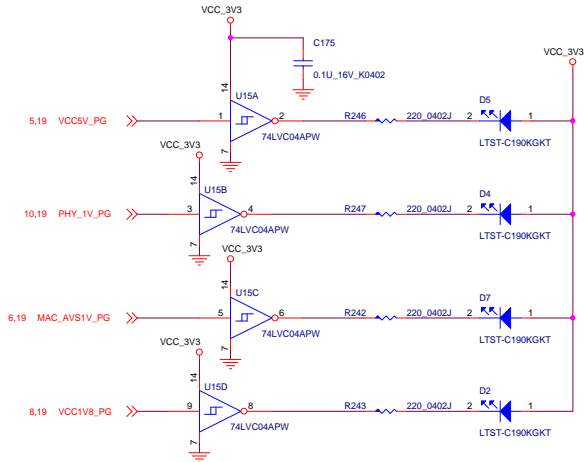 VCC_3V3
C175
VCC_3V3
0.1U_16V_K0402
14
U15A
D5
5,19 VCC5V_PG
1
2
R246
220_0402J
2
1
74LVC04APW
LTST-C190KGKT
7
VCC_3V3
14
U15B
D4
10,19 PHY_1V_PG
3
4
R247
220_0402J
2
1
74LVC04APW
LTST-C190KGKT
7
VCC_3V3
14
U15C
D7
6,19 MAC_AVS1V_PG
5
6
R242
220_0402J
2
1
74LVC04APW
LTST-C190KGKT
7
VCC_3V3
14
U15D
D2
8,19 VCC1V8_PG
9
8
R243
220_0402J
2
1
74LVC04APW
LTST-C190KGKT
7